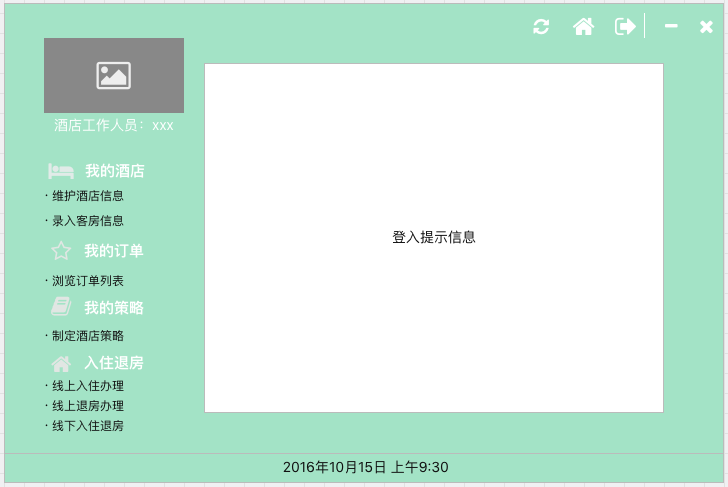 酒店工作人员：xxx
我的酒店
· 维护酒店信息
· 录入客房信息
我的订单
· 浏览订单列表
我的策略
· 制定酒店策略
入住退房
· 线上入住办理
· 线上退房办理
· 线下入住退房
登入提示信息
2016年10月15日 上午9:30